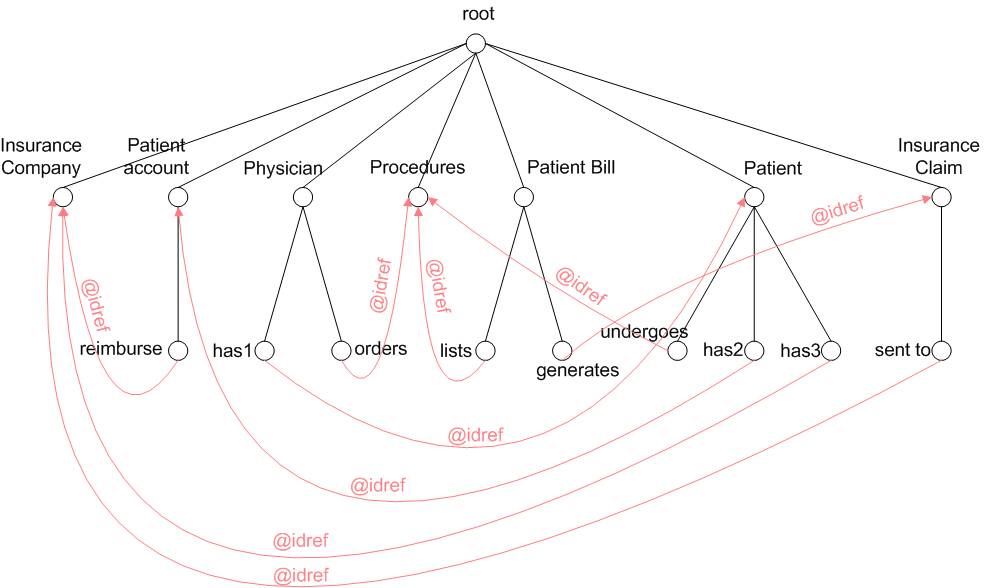 root
Insurance
Company
Patient
account
Physician
Procedures
Patient Bill
Patient
Insurance
Claim
@idref
@idref
@idref
@idref
@idref
reimburse
has1
orders
lists
generates
undergoes
has2
has3
sent to
@idref
@idref
@idref
@idref